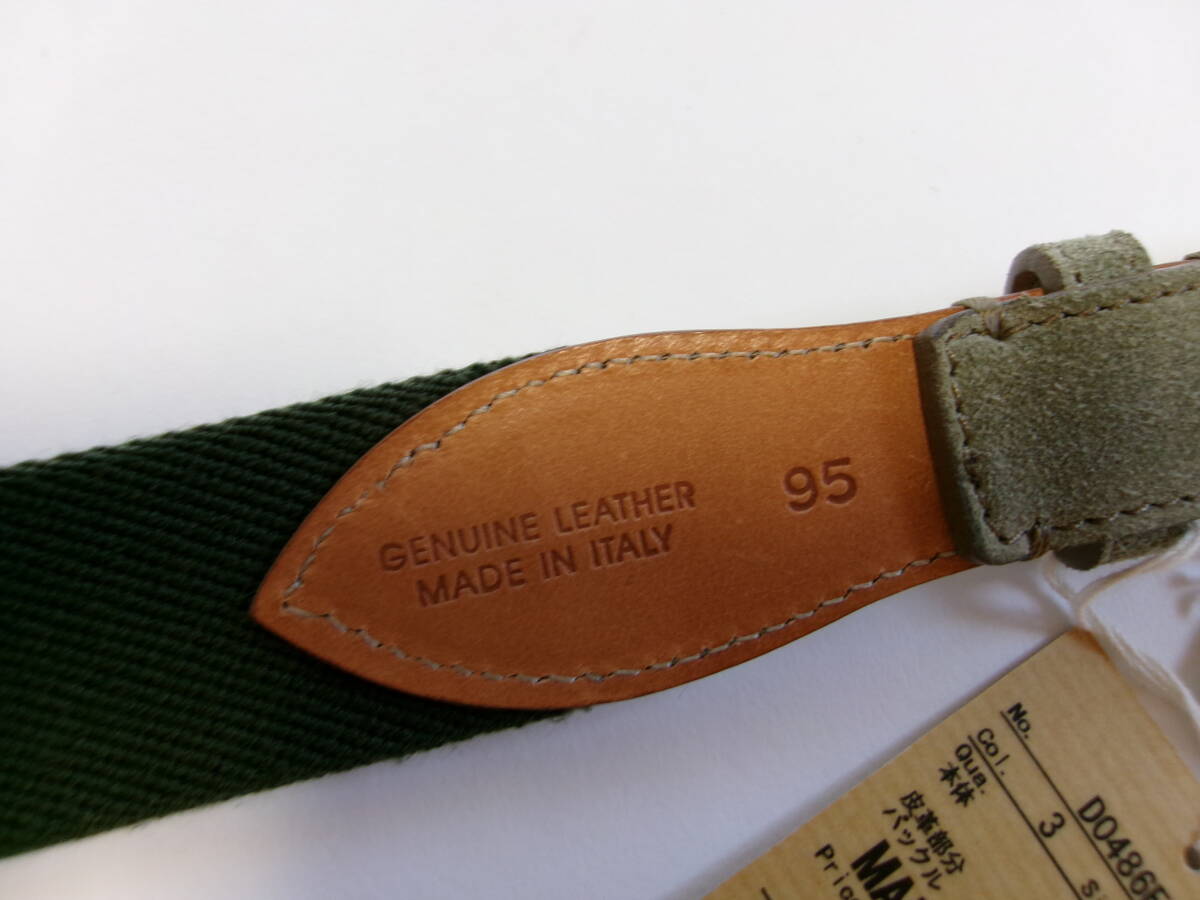 GENUINE LEATHER 95
MADE IN ITALY
No. D0486
Col. 3
Qua.
本体
皮革部分
バックル